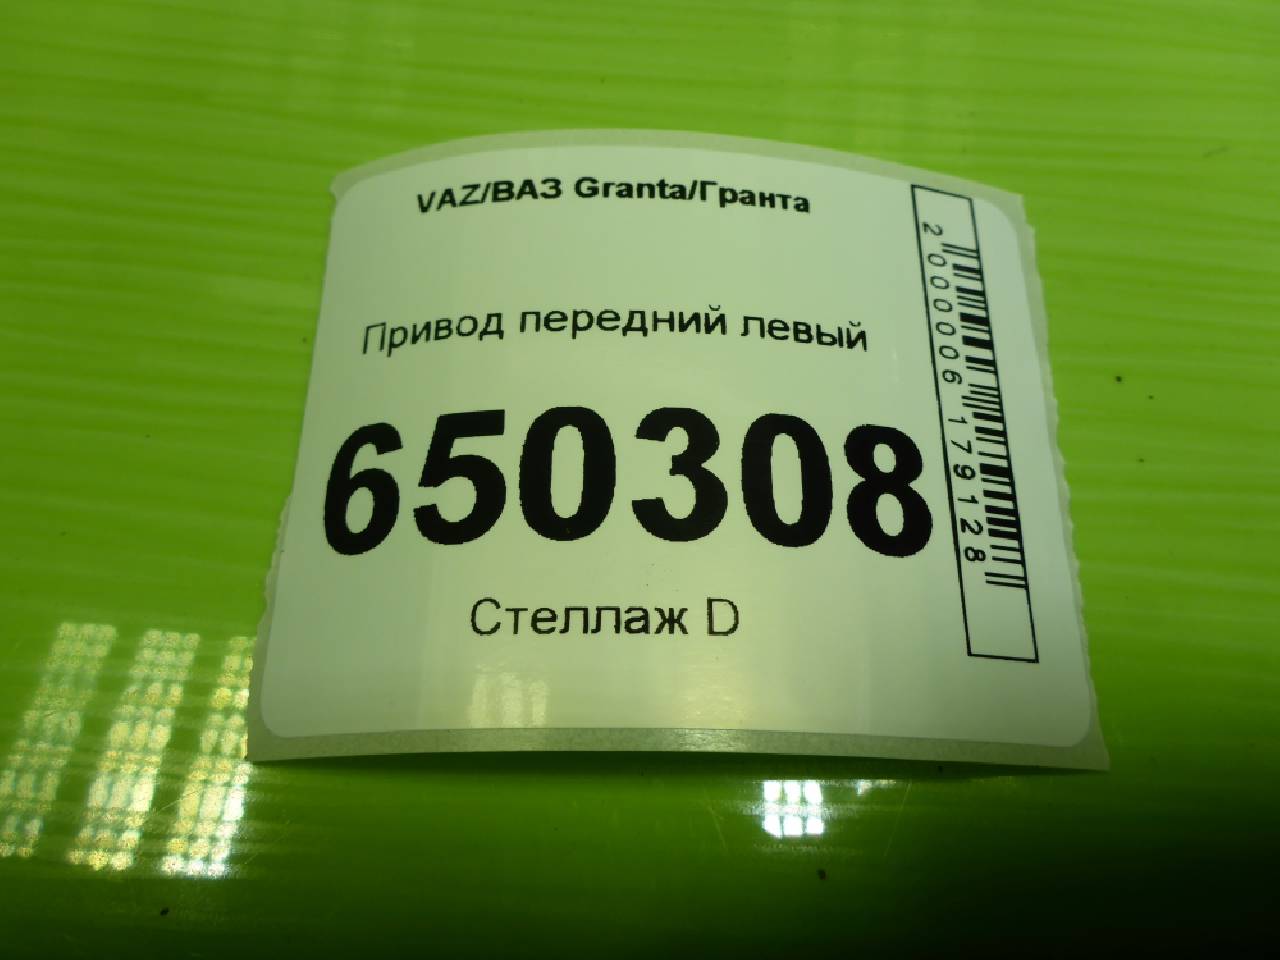 VAZ/ВАЗ Granta/Гранта
Привод передний левый
650308
Стеллаж D
2000006179128